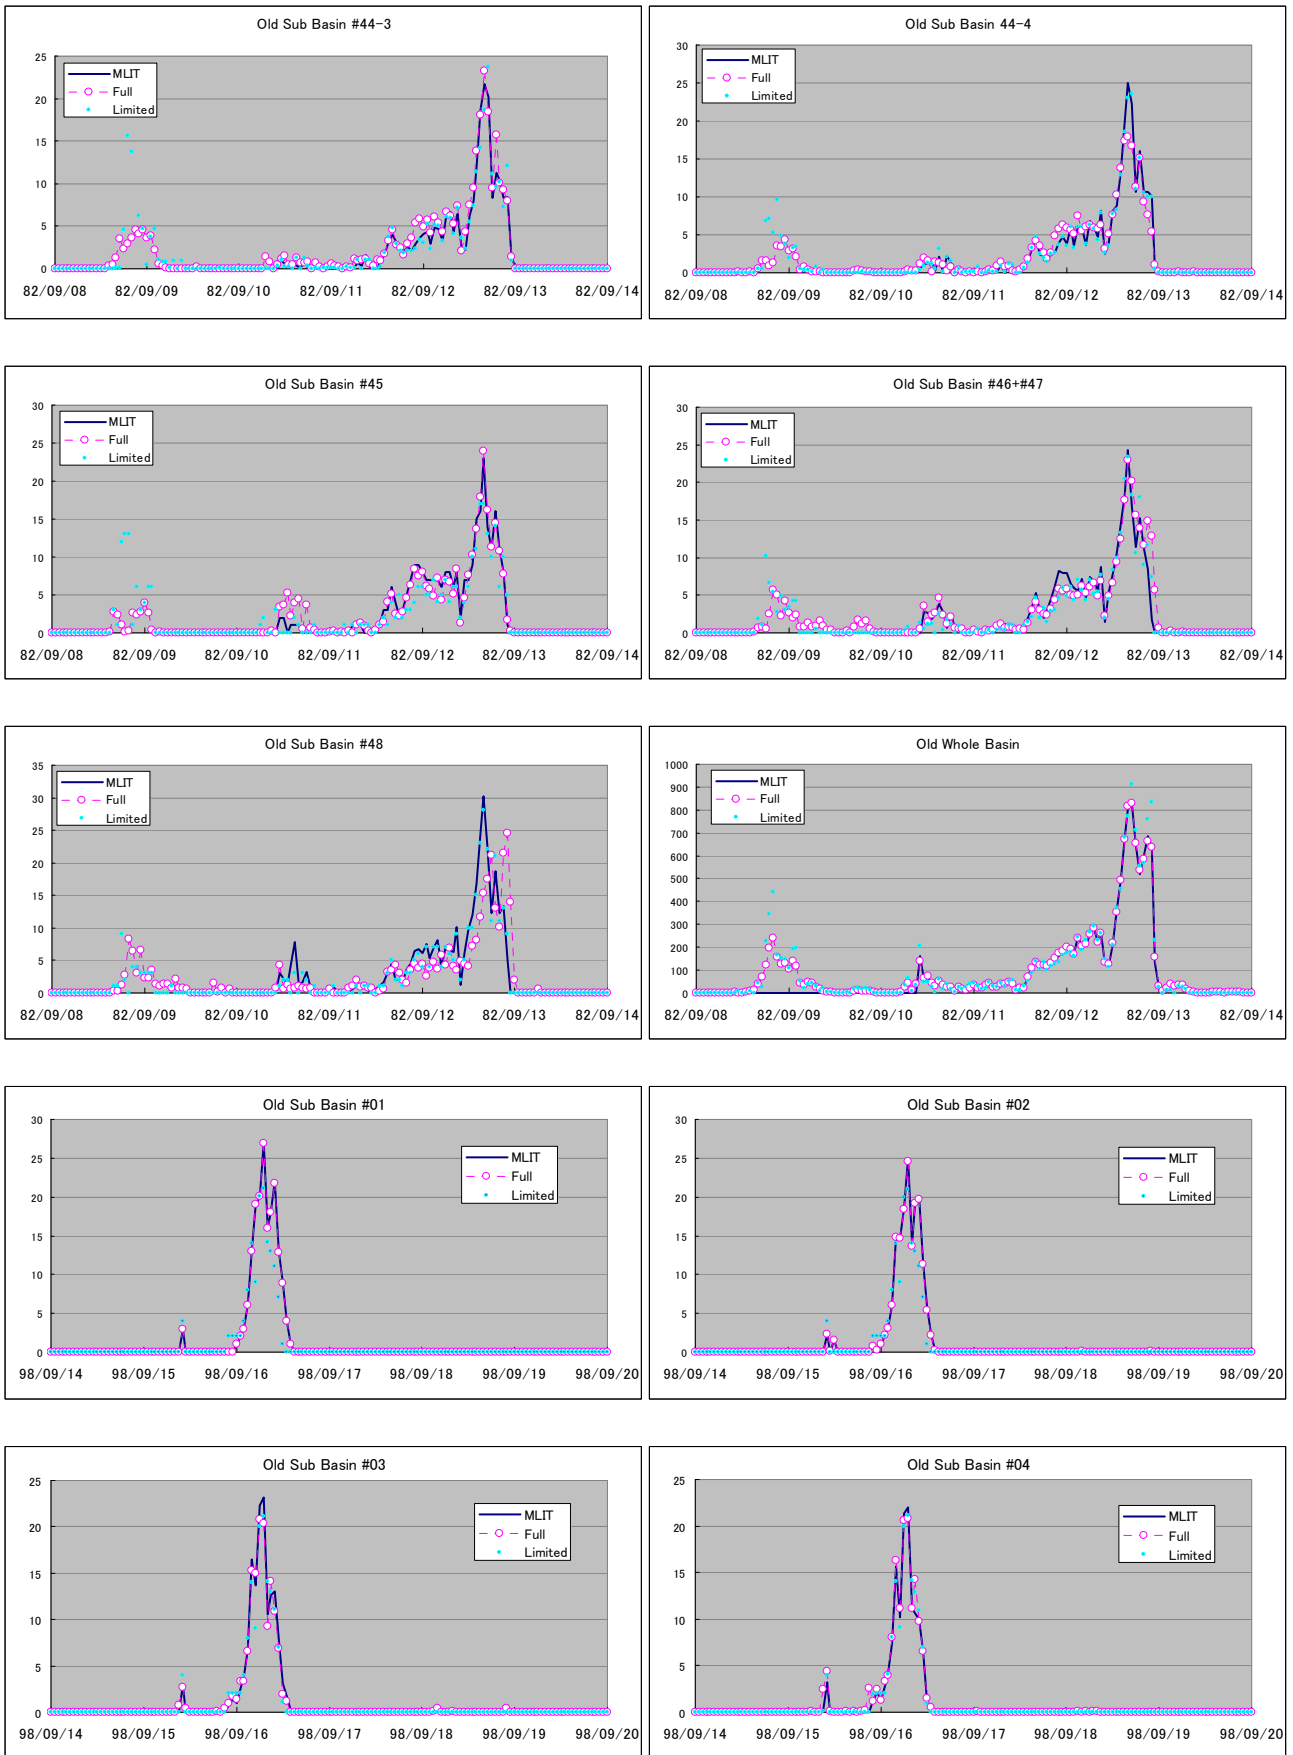 Old Sub Basin #44-3
25
20
15
10
5
0
MLIT
Full
Limited
82/09/08 82/09/09 82/09/10 82/09/11 82/09/12 82/09/13 82/09/14
Old Sub Basin 44-4
30
25
20
15
10
5
0
MLIT
Full
Limited
82/09/08 82/09/09 82/09/10 82/09/11 82/09/12 82/09/13 82/09/14
Old Sub Basin #45
30
25
20
15
10
5
0
MLIT
Full
Limited
82/09/08 82/09/09 82/09/10 82/09/11 82/09/12 82/09/13 82/09/14
Old Sub Basin #46+#47
30
25
20
15
10
5
0
MLIT
Full
Limited
82/09/08 82/09/09 82/09/10 82/09/11 82/09/12 82/09/13 82/09/14
Old Sub Basin #48
35
30
25
20
15
10
5
0
MLIT
Full
Limited
82/09/08 82/09/09 82/09/10 82/09/11 82/09/12 82/09/13 82/09/14
Old Whole Basin
1000
900
800
700
600
500
400
300
200
100
0
MLIT
Full
Limited
82/09/08 82/09/09 82/09/10 82/09/11 82/09/12 82/09/13 82/09/14
Old Sub Basin #01
30
25
20
15
10
5
0
MLIT
Full
Limited
98/09/14 98/09/15 98/09/16 98/09/17 98/09/18 98/09/19 98/09/20
Old Sub Basin #02
30
25
20
15
10
5
0
MLIT
Full
Limited
98/09/14 98/09/15 98/09/16 98/09/17 98/09/18 98/09/19 98/09/20
Old Sub Basin #03
25
20
15
10
5
0
MLIT
Full
Limited
98/09/14 98/09/15 98/09/16 98/09/17 98/09/18 98/09/19 98/09/20
Old Sub Basin #04
25
20
15
10
5
0
MLIT
Full
Limited
98/09/14 98/09/15 98/09/16 98/09/17 98/09/18 98/09/19 98/09/20